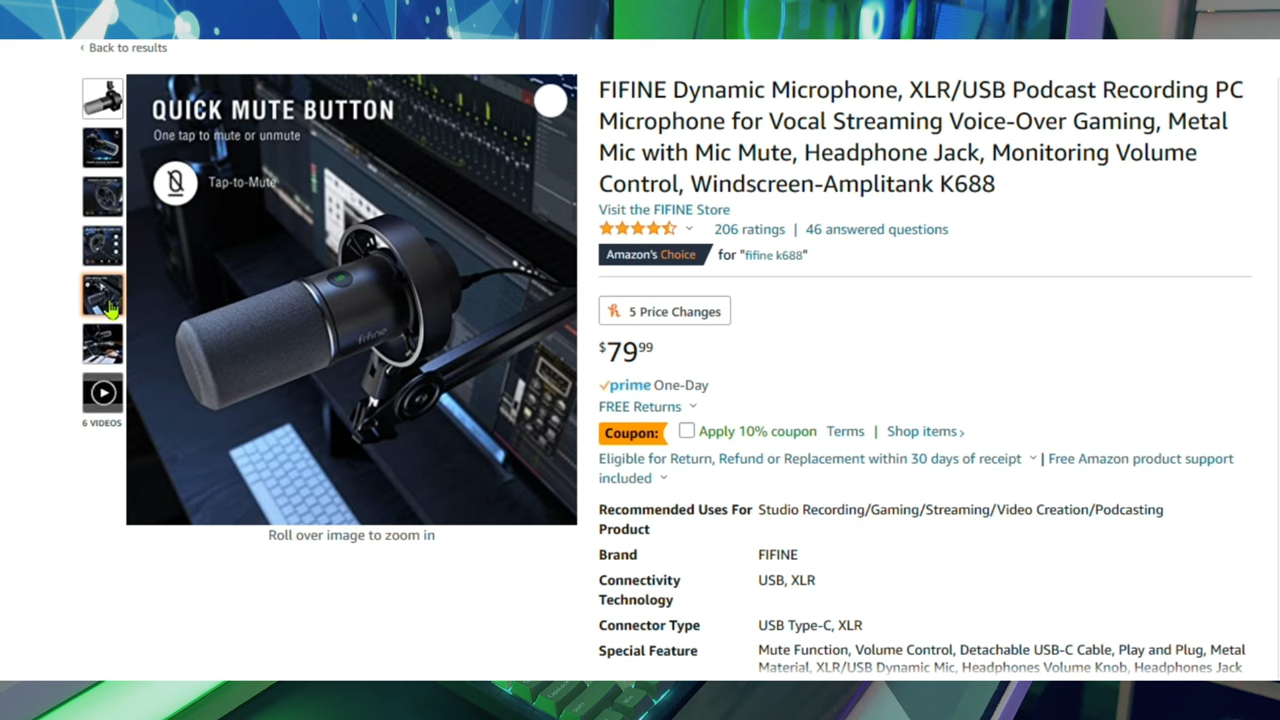 ‹ Back to results
QUICK MUTE BUTTON
One tap to mute or unmute
Tap-to-Mute
fifine
6 VIDEOS
Roll over image to zoom in
FIFINE Dynamic Microphone, XLR/USB Podcast Recording PC
Microphone for Vocal Streaming Voice-Over Gaming, Metal
Mic with Mic Mute, Headphone Jack, Monitoring Volume
Control, Windscreen-Amplitank K688
Visit the FIFINE Store
206 ratings | 46 answered questions
Amazon's Choice for "fifine k688"
5 Price Changes
$79 99
prime One-Day
FREE Returns
Coupon: Apply 10% coupon Terms | Shop items ›
Eligible for Return, Refund or Replacement within 30 days of receipt | Free Amazon product support
included
Recommended Uses For Studio Recording/Gaming/Streaming/Video Creation/Podcasting
Product
Brand FIFINE
Connectivity USB, XLR
Technology
Connector Type USB Type-C, XLR
Special Feature Mute Function, Volume Control, Detachable USB-C Cable, Play and Plug, Metal
Material, XLR/USB Dynamic Mic, Headphones Volume Knob, Headphones Jack